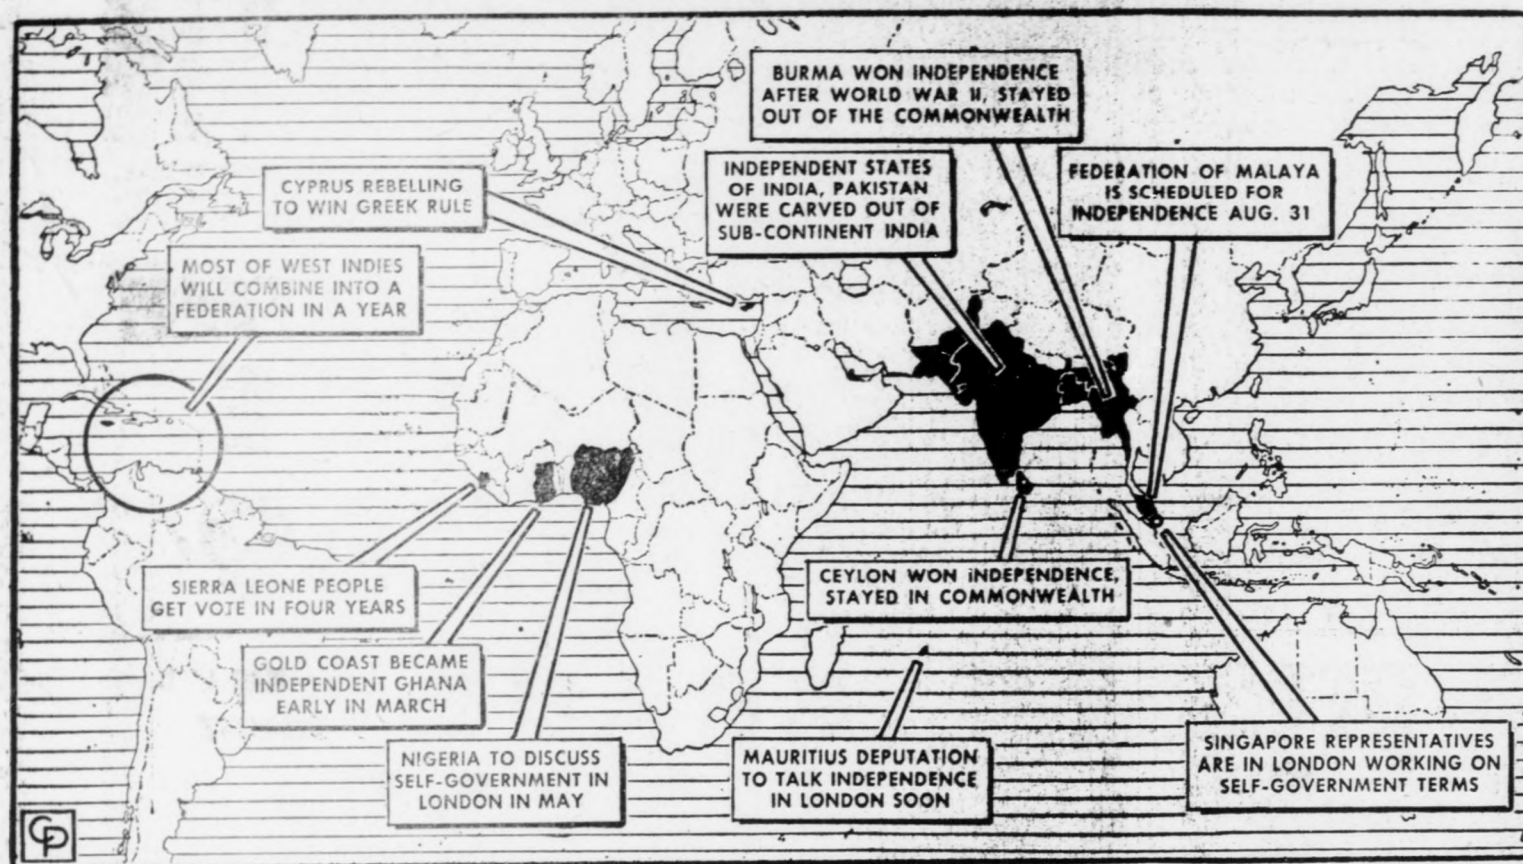 BURMA WON INDEPENDENCE
AFTER WORLD WAR II, STAYED
OUT OF THE COMMONWEALTH
INDEPENDENT STATES
OF INDIA, PAKISTAN
WERE CARVED OUT OF
SUB-CONTINENT INDIA
FEDERATION OF MALAYA
IS SCHEDULED FOR
INDEPENDENCE AUG. 31
CYPRUS REBELLING
TO WIN GREEK RULE
MOST OF WEST INDIES
WILL COMBINE INTO A
FEDERATION IN A YEAR
SIERRA LEONE PEOPLE
GET VOTE IN FOUR YEARS
CEYLON WON INDEPENDENCE,
STAYED IN COMMONWEALTH
GOLD COAST BECAME
INDEPENDENT GHANA
EARLY IN MARCH
NIGERIA TO DISCUSS
SELF-GOVERNMENT IN
LONDON IN MAY
MAURITIUS DEPUTATION
TO TALK INDEPENDENCE
IN LONDON SOON
SINGAPORE REPRESENTATIVES
ARE IN LONDON WORKING ON
SELF-GOVERNMENT TERMS
CP